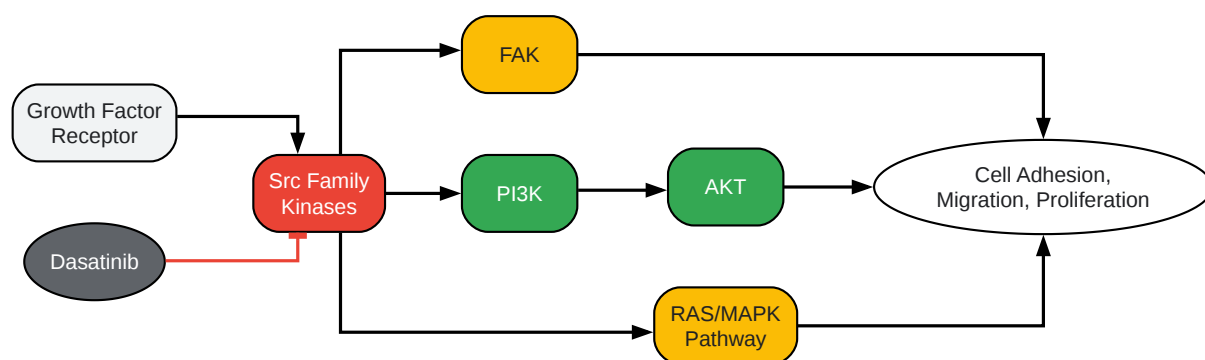 FAK
Growth Factor
Receptor
Src Family
Kinases
PI3K
AKT
Cell Adhesion,
Migration, Proliferation
Dasatinib
RAS/MAPK
Pathway